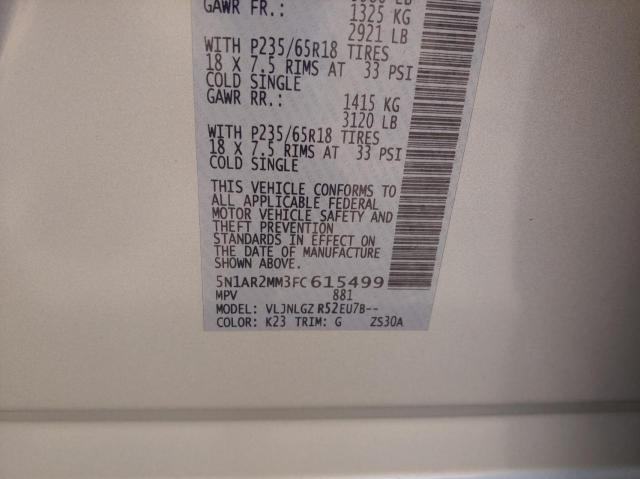 GAWR FR.: 1325 KG
2921 LB
WITH P235/65R18 TIRES
18 X 7.5 RIMS AT 33 PSI
COLD SINGLE
GAWR RR.: 1415 KG
3120 LB
WITH P235/65R18 TIRES
18 X 7.5 RIMS AT 33 PSI
COLD SINGLE
THIS VEHICLE CONFORMS TO
ALL APPLICABLE FEDERAL
MOTOR VEHICLE SAFETY AND
THEFT PREVENTION
STANDARDS IN EFFECT ON
THE DATE OF MANUFACTURE
SHOWN ABOVE.
5N1AR2MM3FC615499
MPV 881
MODEL: VLJNLGZ R52EU7B--
COLOR: K23 TRIM: G ZS30A